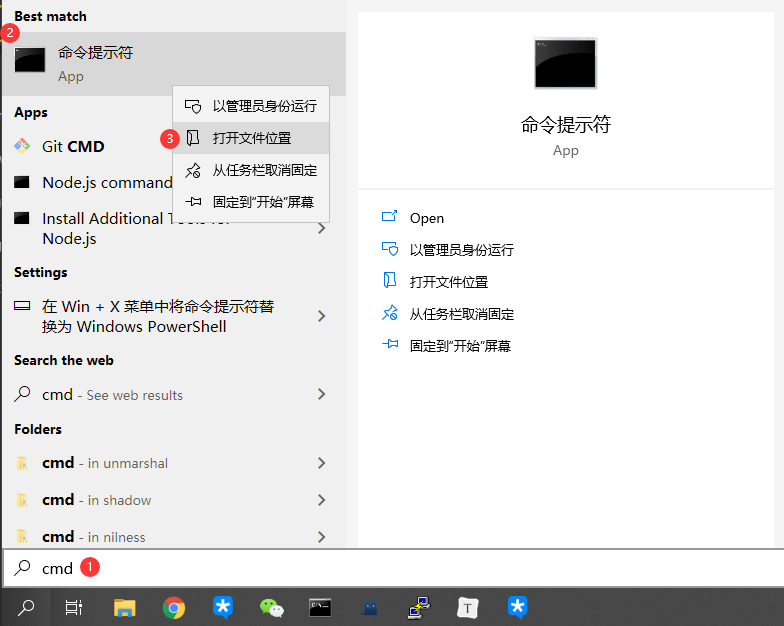 Best match
2
命令提示符
App
Apps
Git CMD
Node.js command
Install Additional Tools for
Node.js
Settings
在 Win + X 菜单中将命令提示符替
换为 Windows PowerShell
Search the web
cmd - See web results
Folders
cmd - in unmarshal
cmd - in shadow
cmd - in nilness
cmd 1
以管理员身份运行
3 打开文件位置
从任务栏取消固定
固定到"开始"屏幕
命令提示符
App
Open
以管理员身份运行
打开文件位置
从任务栏取消固定
固定到"开始"屏幕
T